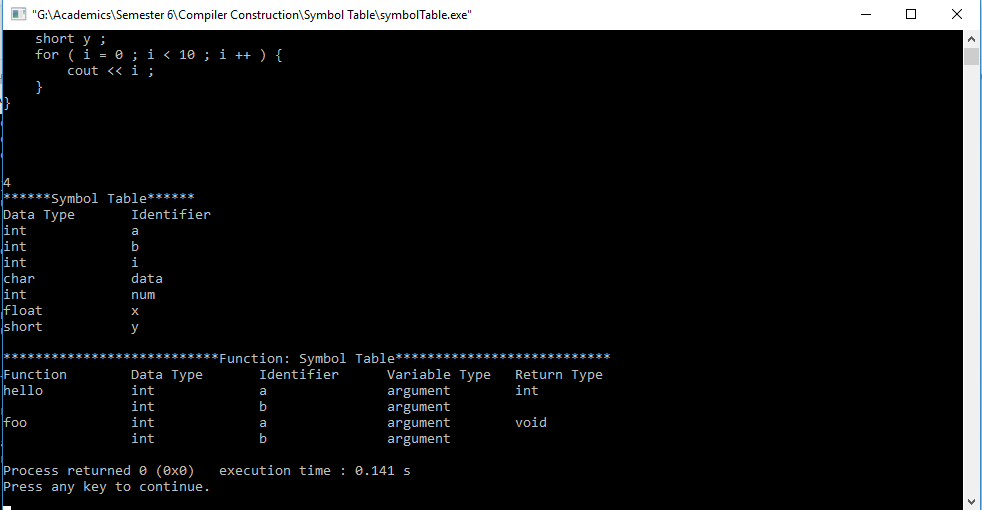 "G:\Academics\Semester 6\Compiler Construction\Symbol Table\symbolTable.exe"
    short y ;
    for ( i = 0 ; i < 10 ; i ++ ) {
        cout << i ;
    }
}
4
******Symbol Table******
Data Type       Identifier
int             a
int             b
int             i
char            data
int             num
float           x
short           y
***************************Function: Symbol Table***************************
Function        Data Type       Identifier      Variable Type   Return Type
hello           int             a               argument        int
                int             b               argument
foo             int             a               argument        void
                int             b               argument
Process returned 0 (0x0)   execution time : 0.141 s
Press any key to continue.